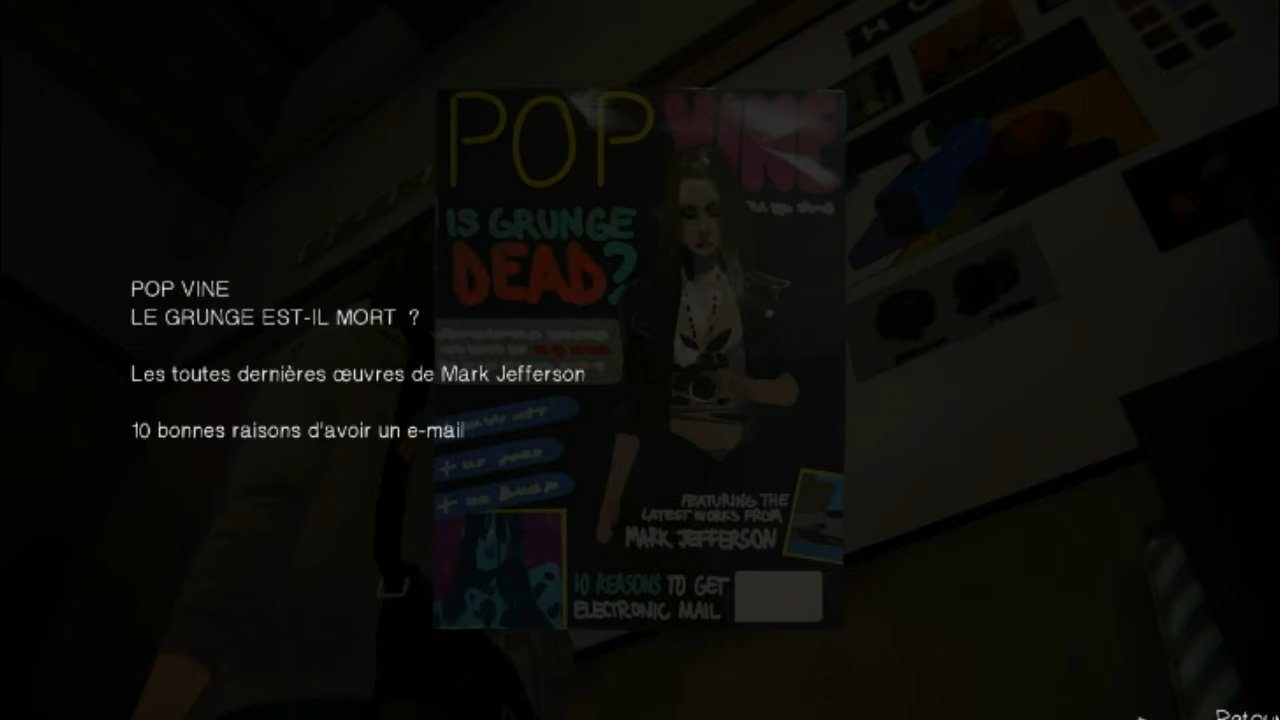 POP VINE
IS GRUNGE
DEAD?
POP VINE
LE GRUNGE EST-IL MORT ?
Les toutes dernières œuvres de Mark Jefferson
10 bonnes raisons d'avoir un e-mail
FEATURING THE
LATEST WORKS FROM
MARK JEFFERSON
10 REASONS TO GET
ELECTRONIC MAIL